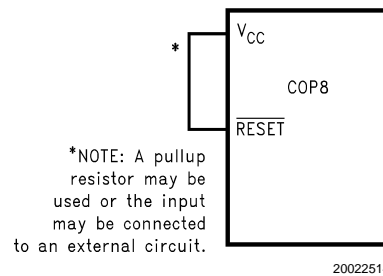 V_CC
*
COP8
R̅E̅S̅E̅T̅
*NOTE: A pullup
resistor may be
used or the input
may be connected
to an external circuit.
2002251